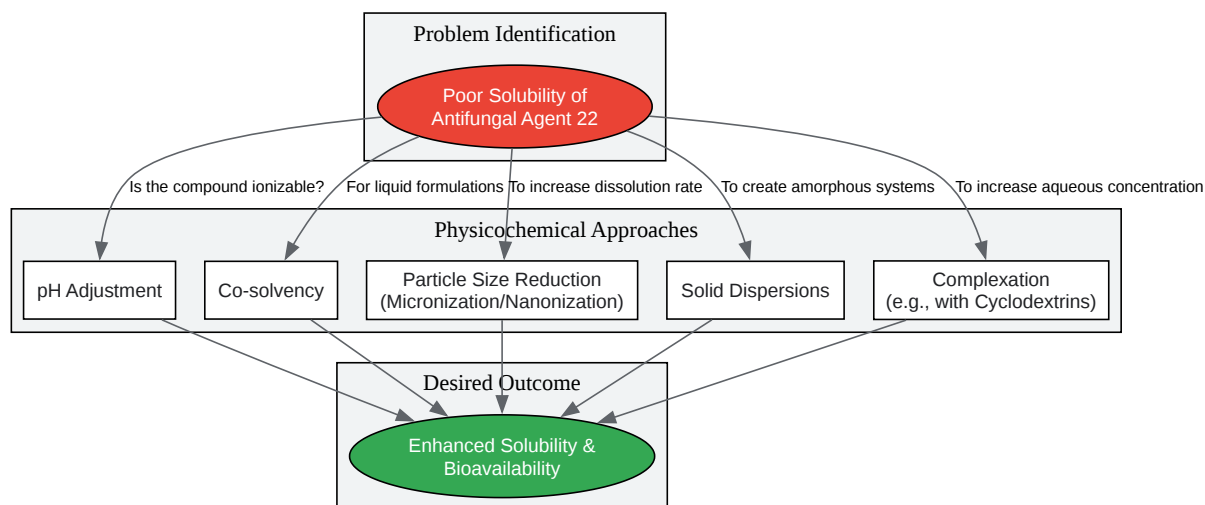 Problem Identification
Poor Solubility of
Antifungal Agent 22
Is the compound ionizable?
For liquid formulations
To increase dissolution rate
To create amorphous systems
To increase aqueous concentration
Physicochemical Approaches
pH Adjustment
Co-solvency
Particle Size Reduction
(Micronization/Nanonization)
Solid Dispersions
Complexation
(e.g., with Cyclodextrins)
Desired Outcome
Enhanced Solubility &
Bioavailability